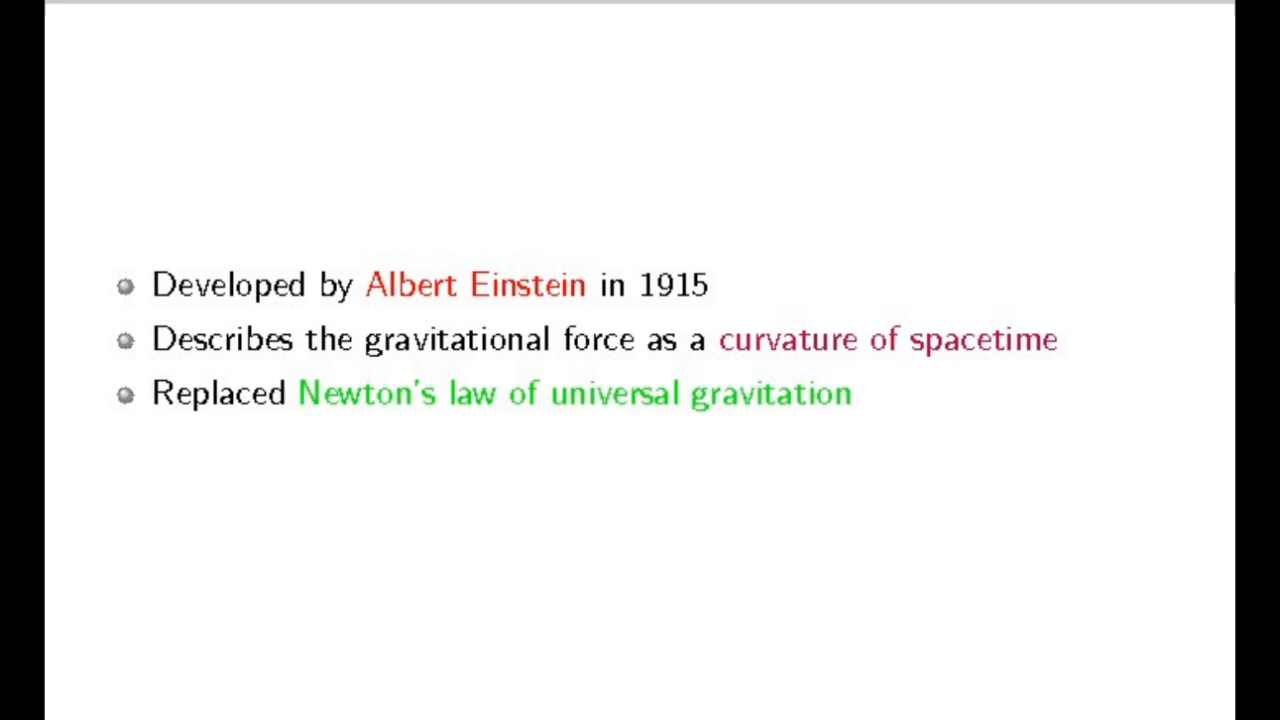 Developed by Albert Einstein in 1915
Describes the gravitational force as a curvature of spacetime
Replaced Newton's law of universal gravitation